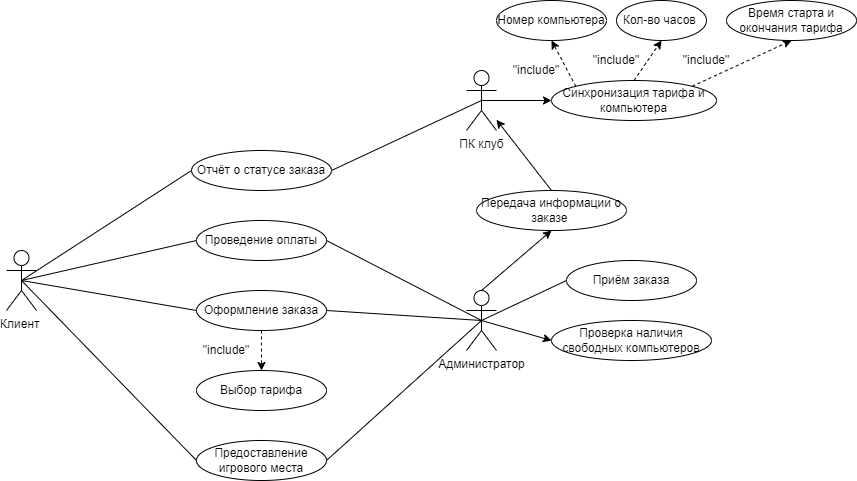 Номер компьютера
Кол-во часов
Время старта и
окончания тарифа
"include"
"include"
"include"
Синхронизация тарифа и
компьютера
ПК клуб
Отчёт о статусе заказа
Передача информации о
заказе
Проведение оплаты
Клиент
Приём заказа
Оформление заказа
Администратор
Проверка наличия
свободных компьютеров
"include"
Выбор тарифа
Предоставление
игрового места